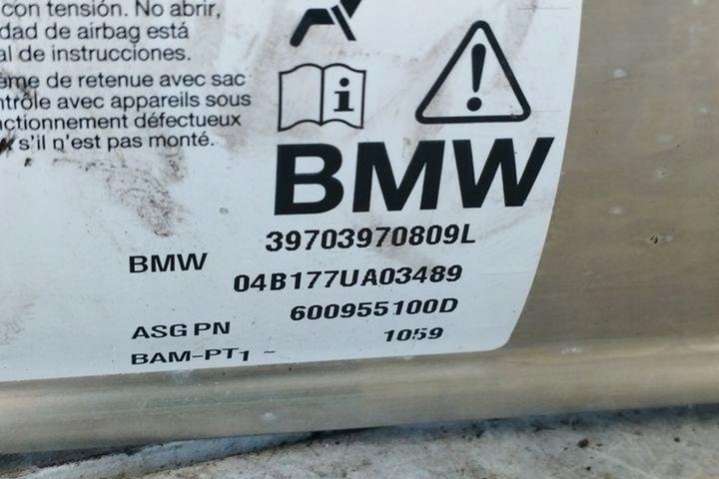 con tensión. No abrir,
dad de airbag está
al de instrucciones.
ème de retenue avec sac
ntrôle avec appareils sous
nctionnement défectueux
s'il n'est pas monté.
i
BMW
39703970809L
BMW
04B177UA03489
600955100D
ASG PN
1059
BAM-PT1 -